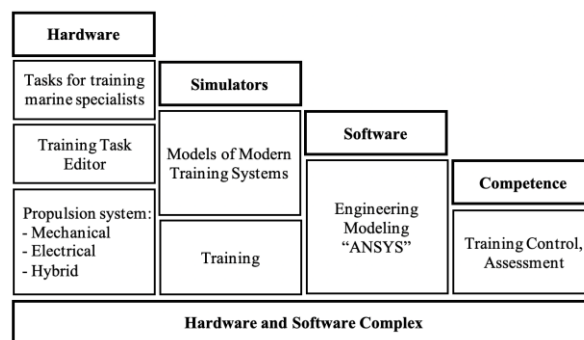 Hardware
Tasks for training
marine specialists
Training Task
Editor
Propulsion system:
- Mechanical
- Electrical
- Hybrid
Simulators
Models of Modern
Training Systems
Training
Software
Engineering
Modeling
“ANSYS”
Competence
Training Control,
Assessment
Hardware and Software Complex